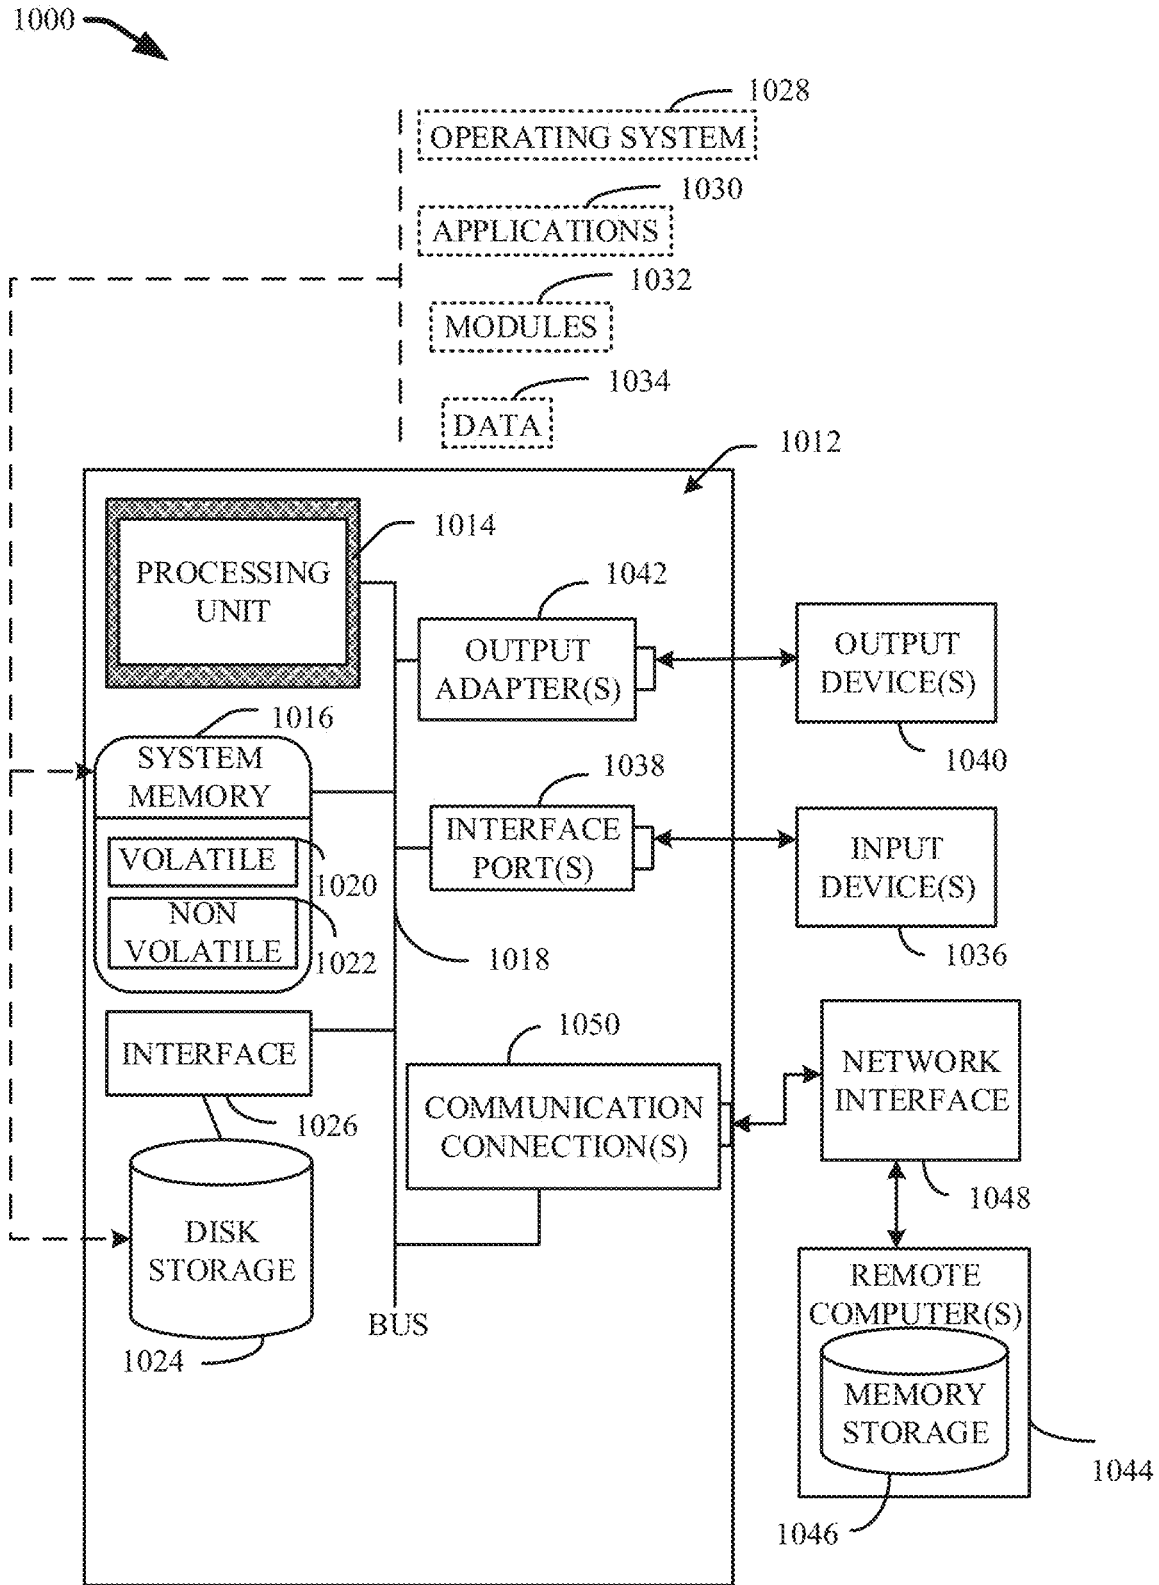 1000
1028
OPERATING SYSTEM
1030
APPLICATIONS
1032
MODULES
1034
DATA
1012
1014
PROCESSING
UNIT
1042
OUTPUT
ADAPTER(S)
OUTPUT
DEVICE(S)
1040
1016
SYSTEM
MEMORY
VOLATILE
1020
NON
VOLATILE
1022
1038
INTERFACE
PORT(S)
INPUT
DEVICE(S)
1036
1018
INTERFACE
1026
1050
COMMUNICATION
CONNECTION(S)
NETWORK
INTERFACE
1048
DISK
STORAGE
1024
BUS
REMOTE
COMPUTER(S)
MEMORY
STORAGE
1044
1046